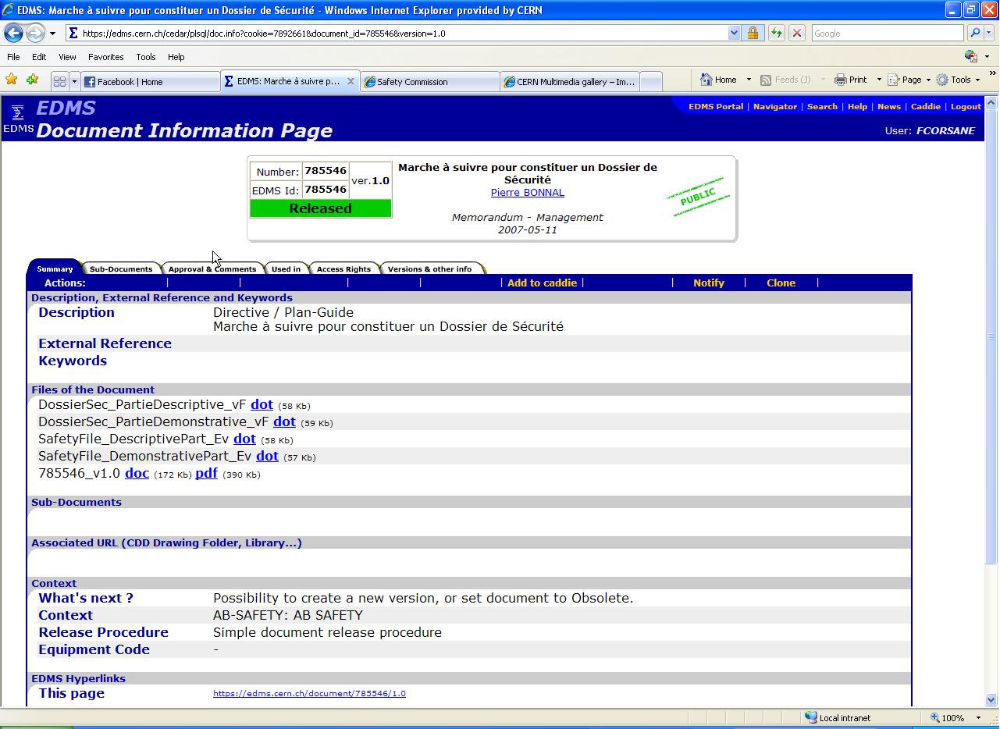 EDMS: Marche à suivre pour constituer un Dossier de Sécurité - Windows Internet Explorer provided by CERN
https://edms.cern.ch/cedar/plsql/doc.info?cookie=7892661&document_id=785546&version=1.0
Google
File Edit View Favorites Tools Help
Facebook | Home
EDMS: Marche à suivre p...
Safety Commission
CERN Multimedia gallery – Im...
Home
Feeds (J)
Print
Page
Tools
»
EDMS
EDMS
EDMS Portal | Navigator | Search | Help | News | Caddie | Logout
Document Information Page
User: FCORSANE
Number: 785546
EDMS Id: 785546
ver.1.0
Released
Marche à suivre pour constituer un Dossier de
Sécurité
Pierre BONNAL
Memorandum - Management
2007-05-11
PUBLIC
Summary
Sub-Documents
Approval & Comments
Used in
Access Rights
Versions & other info
Actions: | | | | | Add to caddie | | Notify | Clone |
Description, External Reference and Keywords
Description Directive / Plan-Guide
Marche à suivre pour constituer un Dossier de Sécurité
External Reference
Keywords
Files of the Document
DossierSec_PartieDescriptive_vF dot (58 Kb)
DossierSec_PartieDemonstrative_vF dot (59 Kb)
SafetyFile_DescriptivePart_Ev dot (58 Kb)
SafetyFile_DemonstrativePart_Ev dot (57 Kb)
785546_v1.0 doc (172 Kb) pdf (390 Kb)
Sub-Documents
Associated URL (CDD Drawing Folder, Library...)
Context
What's next ? Possibility to create a new version, or set document to Obsolete.
Context AB-SAFETY: AB SAFETY
Release Procedure Simple document release procedure
Equipment Code -
EDMS Hyperlinks
This page https://edms.cern.ch/document/785546/1.0
Local intranet
100%